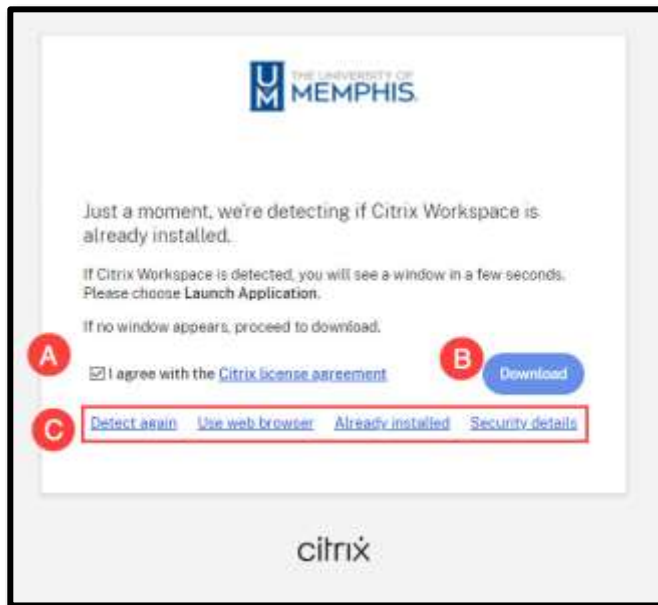 UM THE UNIVERSITY OF
MEMPHIS.
Just a moment, we're detecting if Citrix Workspace is
already installed.
If Citrix Workspace is detected, you will see a window in a few seconds.
Please choose Launch Application.
If no window appears, proceed to download.
A
I agree with the Citrix license agreement
B
Download
C
Detect again Use web browser Already installed Security details
citrix